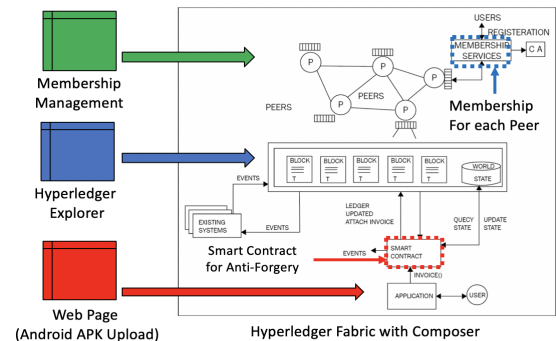 USERS
REGISTERATION
MEMBERSHIP
SERVICES
C A
P
P
P
P
P
PEERS
PEERS
Membership
For each Peer
Membership
Management
BLOCK
T
BLOCK
T
BLOCK
T
BLOCK
T
BLOCK
T
WORLD
STATE
Hyperledger
Explorer
EVENTS
EXISTING
SYSTEMS
EVENTS
LEDGER
UPDATED
ATTACH INVOICE
QUECY
STATE
UPDATE
STATE
Smart Contract
for Anti-Forgery
EVENTS
SMART
CONTRACT
INVOICE()
APPLICATION
USER
Web Page
(Android APK Upload)
Hyperledger Fabric with Composer